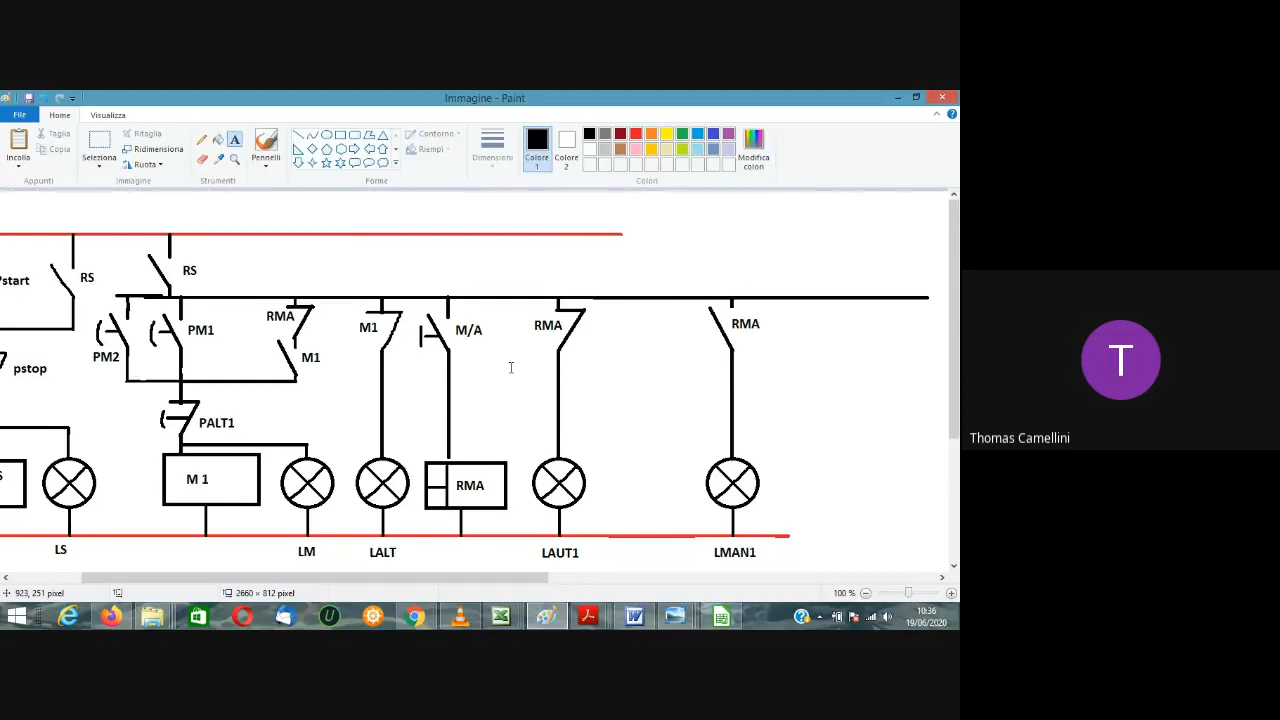 Immagine - Paint
File Home Visualizza
Incolla
Taglia
Copia
Appunti
Seleziona
Ritaglia
Ridimensiona
Ruota
Immagine
Strumenti
Pennelli
Forme
Contorno
Riempi
Dimensioni
Colore 1
Colore 2
Modifica colori
Colori
Pstart
RS
RS
PM2
PM1
RMA
M1
M1
M/A
RMA
RMA
pstop
PALT1
S
M 1
RMA
LS
LM
LALT
LAUT1
LMAN1
923, 251 pixel
2660 × 812 pixel
100 %
10:36
19/06/2020
T
Thomas Camellini